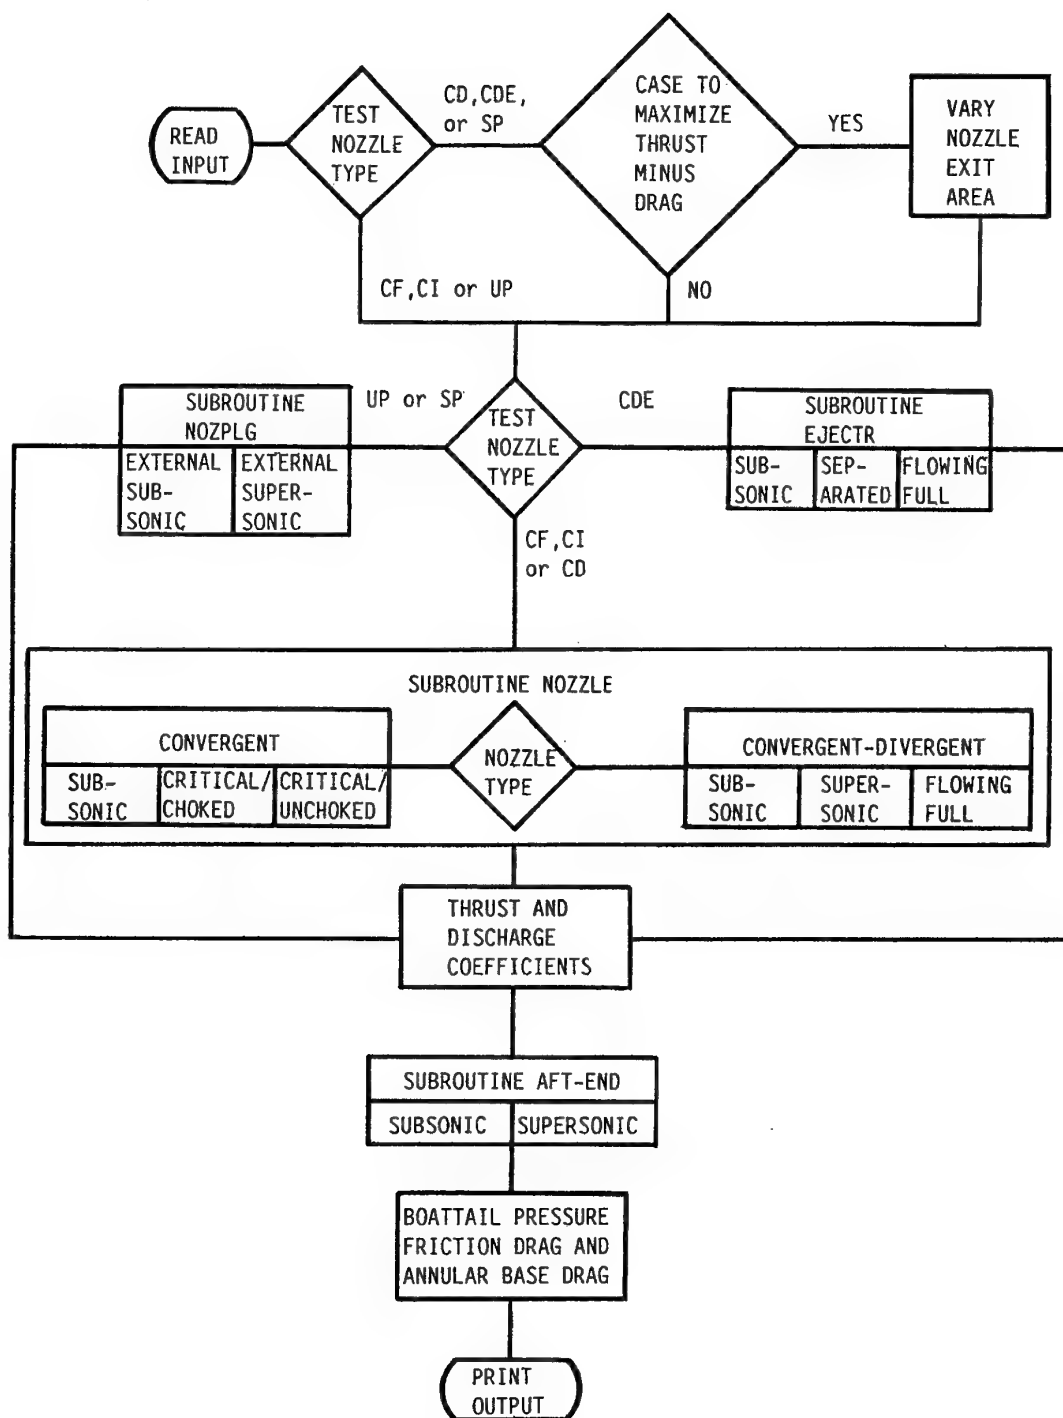 READ
INPUT
TEST
NOZZLE
TYPE
CD,CDE,
or SP
CASE TO
MAXIMIZE
THRUST
MINUS
DRAG
YES
VARY
NOZZLE
EXIT
AREA
CF,CI or UP
NO
SUBROUTINE
NOZPLG
EXTERNAL
SUB-
SONIC
EXTERNAL
SUPER-
SONIC
UP or SP
TEST
NOZZLE
TYPE
CDE
SUBROUTINE
EJECTR
SUB-
SONIC
SEP-
ARATED
FLOWING
FULL
CF,CI
or CD
SUBROUTINE NOZZLE
CONVERGENT
SUB-
SONIC
CRITICAL/
CHOKED
CRITICAL/
UNCHOKED
NOZZLE
TYPE
CONVERGENT-DIVERGENT
SUB-
SONIC
SUPER-
SONIC
FLOWING
FULL
THRUST AND
DISCHARGE
COEFFICIENTS
SUBROUTINE AFT-END
SUBSONIC
SUPERSONIC
BOATTAIL PRESSURE
FRICTION DRAG AND
ANNULAR BASE DRAG
PRINT
OUTPUT